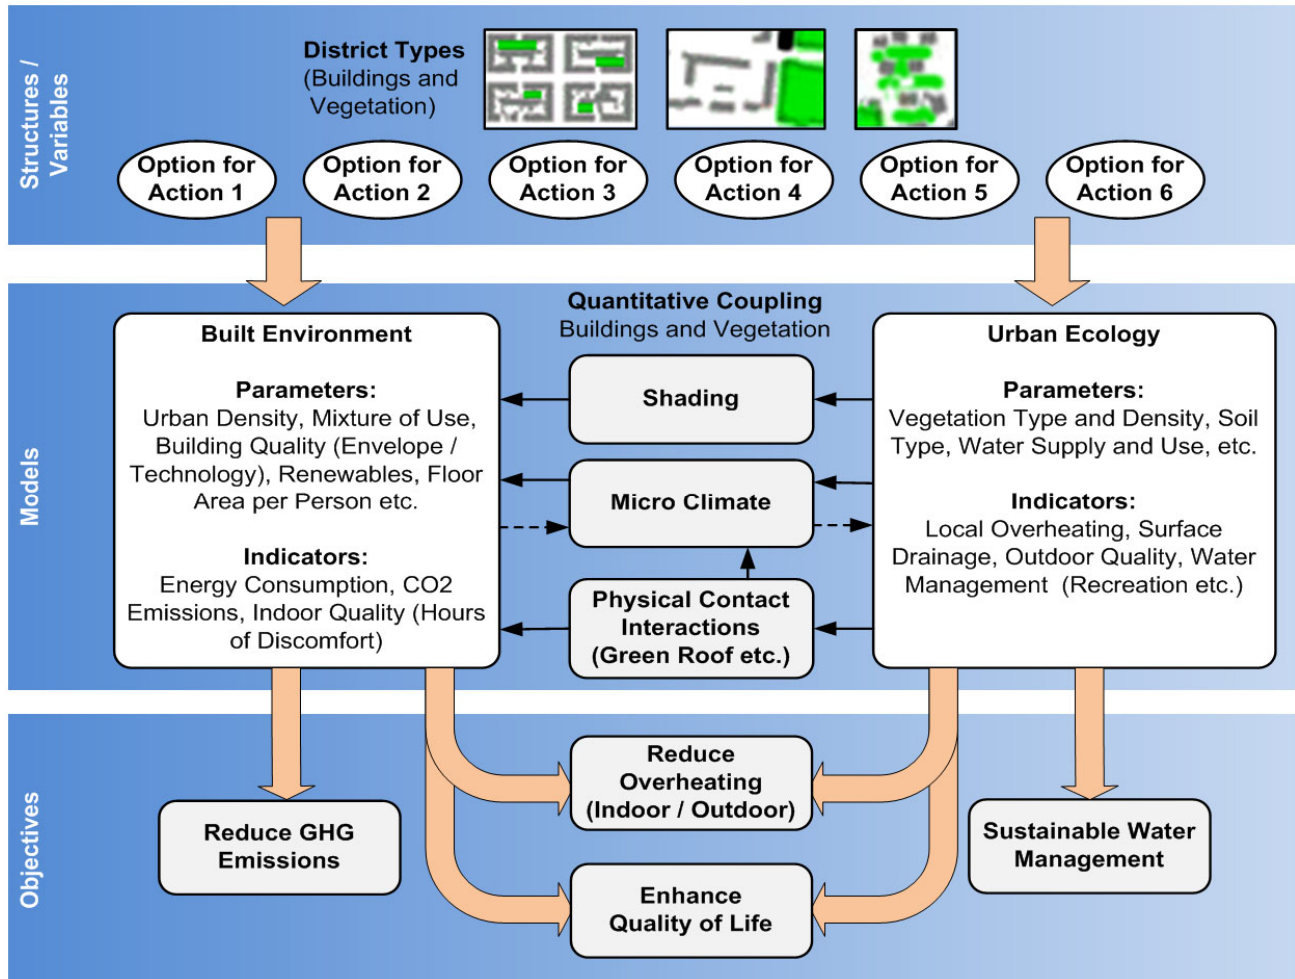 Structures /
Variables
District Types
(Buildings and
Vegetation)
Option for
Action 1
Option for
Action 2
Option for
Action 3
Option for
Action 4
Option for
Action 5
Option for
Action 6
Models
Quantitative Coupling
Buildings and Vegetation
Built Environment
Parameters:
Urban Density, Mixture of Use,
Building Quality (Envelope /
Technology), Renewables, Floor
Area per Person etc.
Indicators:
Energy Consumption, CO2
Emissions, Indoor Quality (Hours
of Discomfort)
Shading
Micro Climate
Physical Contact
Interactions
(Green Roof etc.)
Urban Ecology
Parameters:
Vegetation Type and Density, Soil
Type, Water Supply and Use, etc.
Indicators:
Local Overheating, Surface
Drainage, Outdoor Quality, Water
Management (Recreation etc.)
Objectives
Reduce GHG
Emissions
Reduce
Overheating
(Indoor / Outdoor)
Enhance
Quality of Life
Sustainable Water
Management